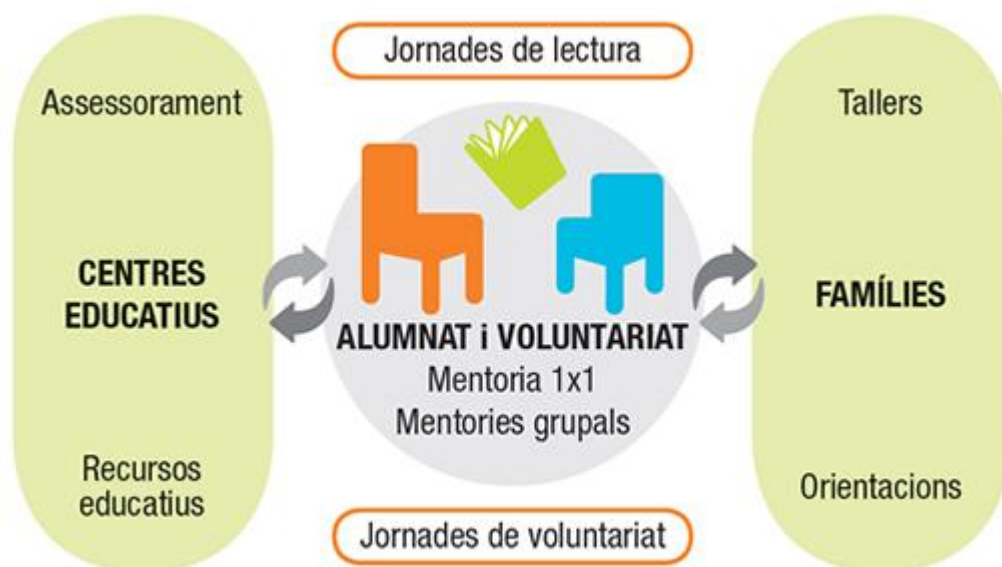 Jornades de lectura
Assessorament
CENTRES
EDUCATIUS
Recursos
educatius
ALUMNAT i VOLUNTARIAT
Mentoria 1x1
Mentories grupals
Tallers
FAMÍLIES
Orientacions
Jornades de voluntariat